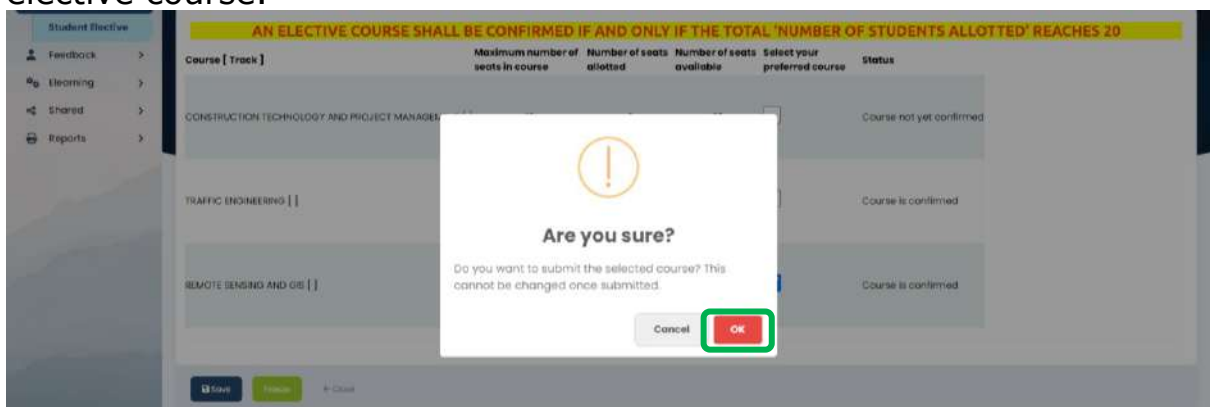 elective course.
Student Elective
AN ELECTIVE COURSE SHALL BE CONFIRMED IF AND ONLY IF THE TOTAL 'NUMBER OF STUDENTS ALLOTTED' REACHES 20
Feedback
Elearning
Shared
Reports
Course [ Track ]
Maximum number of seats in course
Number of seats allotted
Number of seats available
Select your preferred course
Status
CONSTRUCTION TECHNOLOGY AND PROJECT
Course not yet confirmed
TRAFFIC ENGINEERING [ ]
Course is confirmed
REMOTE SENSING AND GIS [ ]
Course is confirmed
Are you sure?
Do you want to submit the selected course? This
cannot be changed once submitted.
Cancel
OK
Save
Close